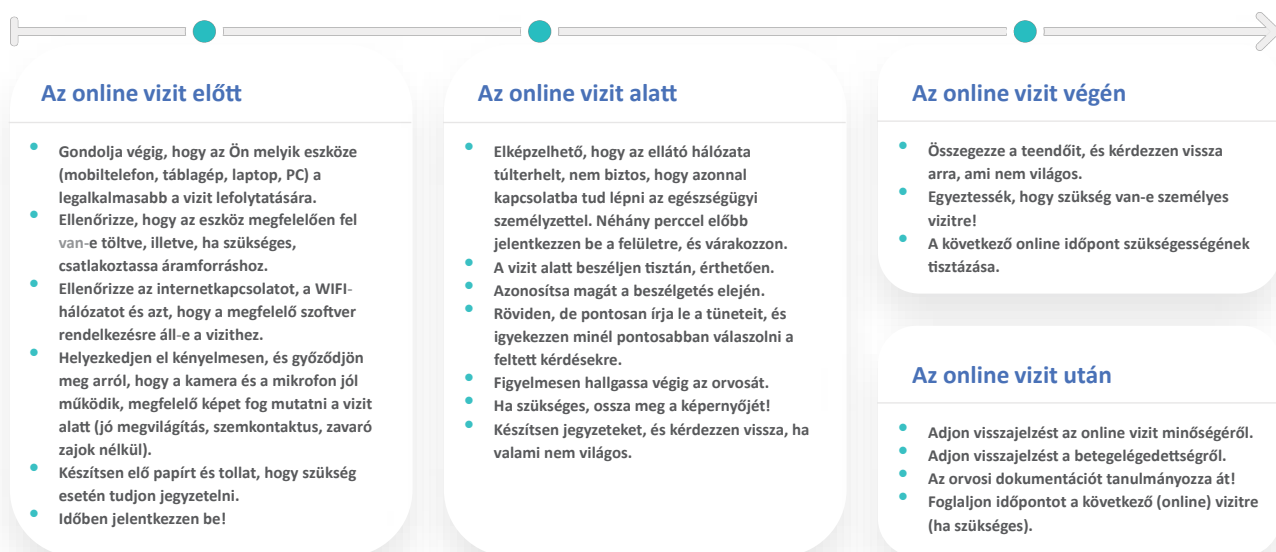 Az online vizit előtt
Gondolja végig, hogy az Ön melyik eszköze
(mobiltelefon, táblagép, laptop, PC) a
legalkalmasabb a vizit lefolytatására.
Ellenőrizze, hogy az eszköz megfelelően fel
van-e töltve, illetve, ha szükséges,
csatlakoztassa áramforráshoz.
Ellenőrizze az internetkapcsolatot, a WIFI-
hálózatot és azt, hogy a megfelelő szoftver
rendelkezésre áll-e a vizithez.
Helyezkedjen el kényelmesen, és győződjön
meg arról, hogy a kamera és a mikrofon jól
működik, megfelelő képet fog mutatni a vizit
alatt (jó megvilágítás, szemkontaktus, zavaró
zajok nélkül).
Készítsen elő papírt és tollat, hogy szükség
esetén tudjon jegyzetelni.
Időben jelentkezzen be!
Az online vizit alatt
Elképzelhető, hogy az ellátó hálózata
túlterhelt, nem biztos, hogy azonnal
kapcsolatba tud lépni az egészségügyi
személyzettel. Néhány perccel előbb
jelentkezzen be a felületre, és várakozzon.
A vizit alatt beszéljen tisztán, érthetően.
Azonosítsa magát a beszélgetés elején.
Röviden, de pontosan írja le a tüneteit, és
igyekezzen minél pontosabban válaszolni a
feltett kérdésekre.
Figyelmesen hallgassa végig az orvosát.
Ha szükséges, ossza meg a képernyőjét!
Készítsen jegyzeteket, és kérdezzen vissza, ha
valami nem világos.
Az online vizit végén
Összegezze a teendőit, és kérdezzen vissza
arra, ami nem világos.
Egyeztessék, hogy szükség van-e személyes
vizitre!
A következő online időpont szükségességének
tisztázása.
Az online vizit után
Adjon visszajelzést az online vizit minőségéről.
Adjon visszajelzést a betegelégedettségről.
Az orvosi dokumentációt tanulmányozza át!
Foglaljon időpontot a következő (online) vizitre
(ha szükséges).